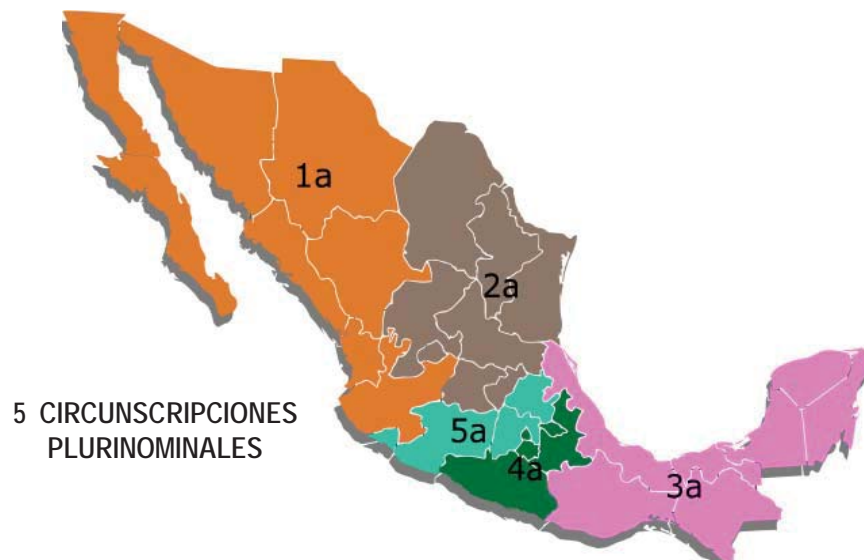 1a
2a
5 CIRCUNSCRIPCIONES
PLURINOMINALES
5a
4a
3a